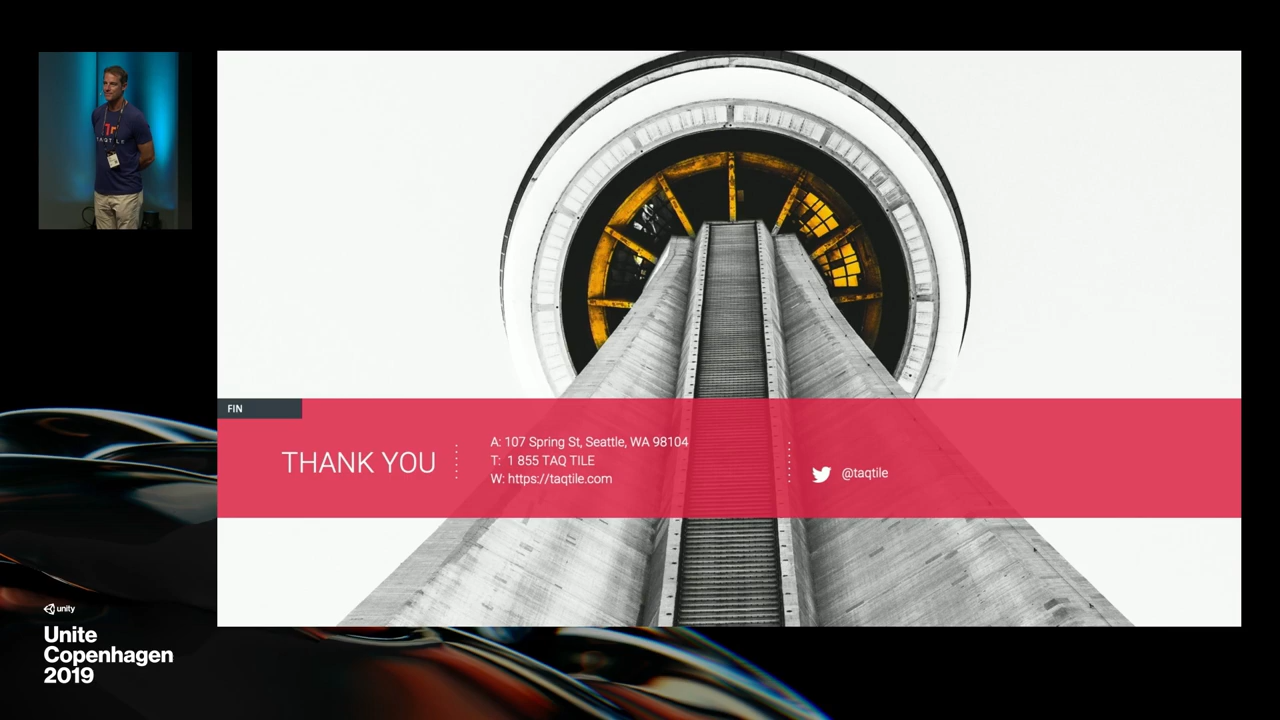 FIN
THANK YOU
A: 107 Spring St, Seattle, WA 98104
T: 1 855 TAQ TILE
W: https://taqtile.com
@taqtile
TAQTILE
unity
Unite
Copenhagen
2019